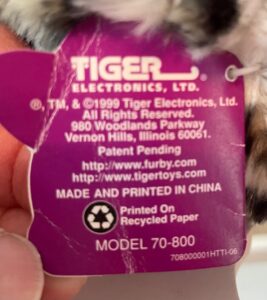 TIGER
ELECTRONICS, LTD.
®, TM, & ©1999 Tiger Electronics, Ltd.
All Rights Reserved.
980 Woodlands Parkway
Vernon Hills, Illinois 60061.
Patent Pending
http://www.furby.com
http://www.tigertoys.com
MADE AND PRINTED IN CHINA
Printed On
Recycled Paper
MODEL 70-800
708000001HTTI-06